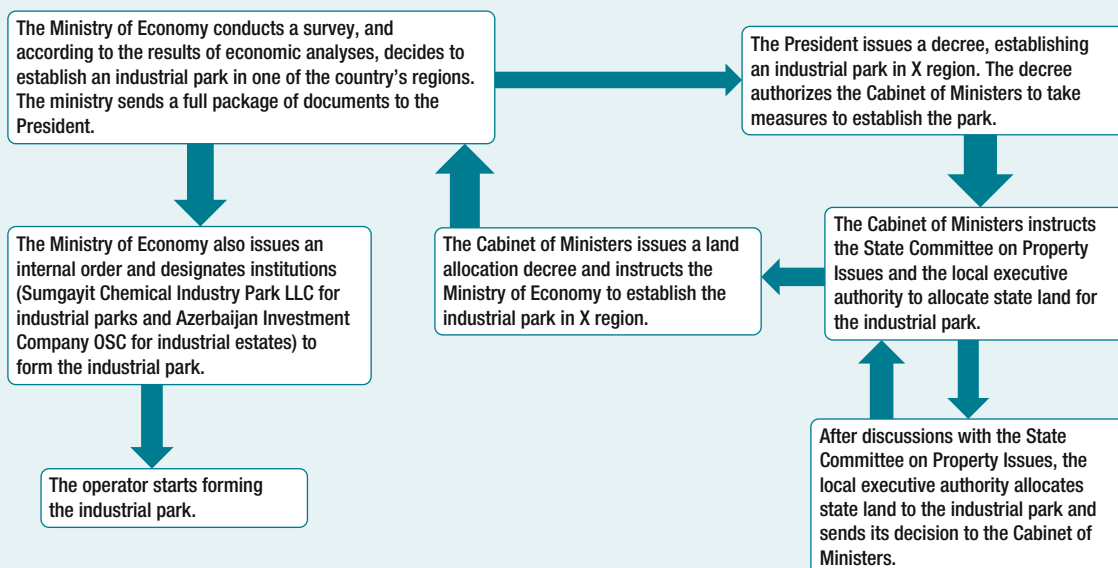 The Ministry of Economy conducts a survey, and
according to the results of economic analyses, decides to
establish an industrial park in one of the country’s regions.
The ministry sends a full package of documents to the
President.
The President issues a decree, establishing
an industrial park in X region. The decree
authorizes the Cabinet of Ministers to take
measures to establish the park.
The Cabinet of Ministers instructs
the State Committee on Property
Issues and the local executive
authority to allocate state land for
the industrial park.
After discussions with the State
Committee on Property Issues, the
local executive authority allocates
state land to the industrial park and
sends its decision to the Cabinet of
Ministers.
The Cabinet of Ministers issues a land
allocation decree and instructs the
Ministry of Economy to establish the
industrial park in X region.
The Ministry of Economy also issues an
internal order and designates institutions
(Sumgayit Chemical Industry Park LLC for
industrial parks and Azerbaijan Investment
Company OSC for industrial estates) to
form the industrial park.
The operator starts forming
the industrial park.